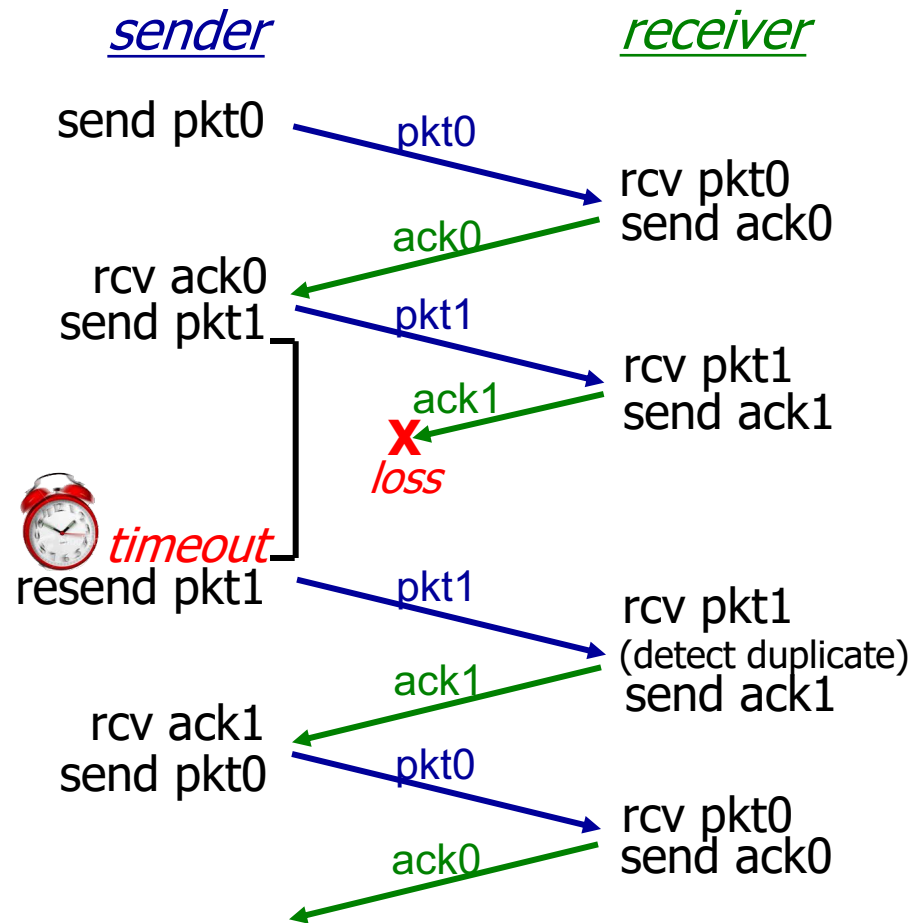 sender
receiver
send pkt0
pkt0
rcv pkt0
send ack0
ack0
rcv ack0
send pkt1
pkt1
rcv pkt1
send ack1
ack1
X
loss
timeout
resend pkt1
pkt1
rcv pkt1
(detect duplicate)
send ack1
ack1
rcv ack1
send pkt0
pkt0
rcv pkt0
send ack0
ack0